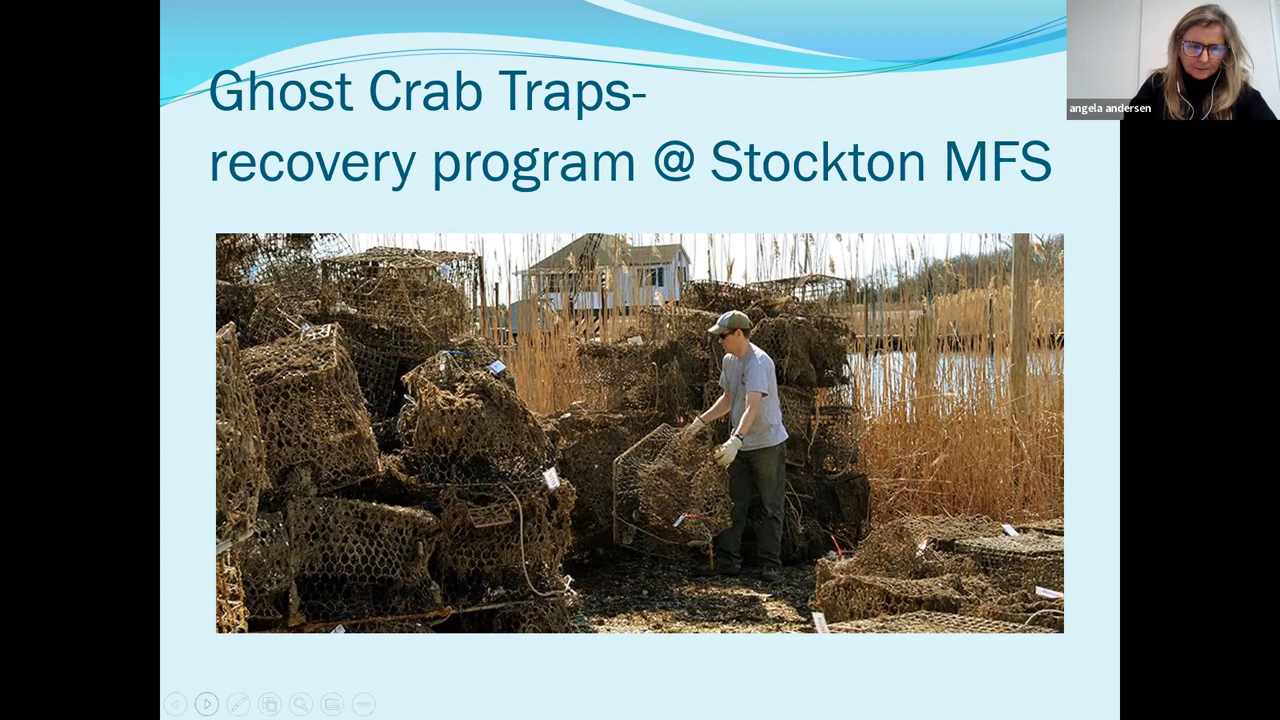 Ghost Crab Traps-
recovery program @ Stockton MFS
angela andersen